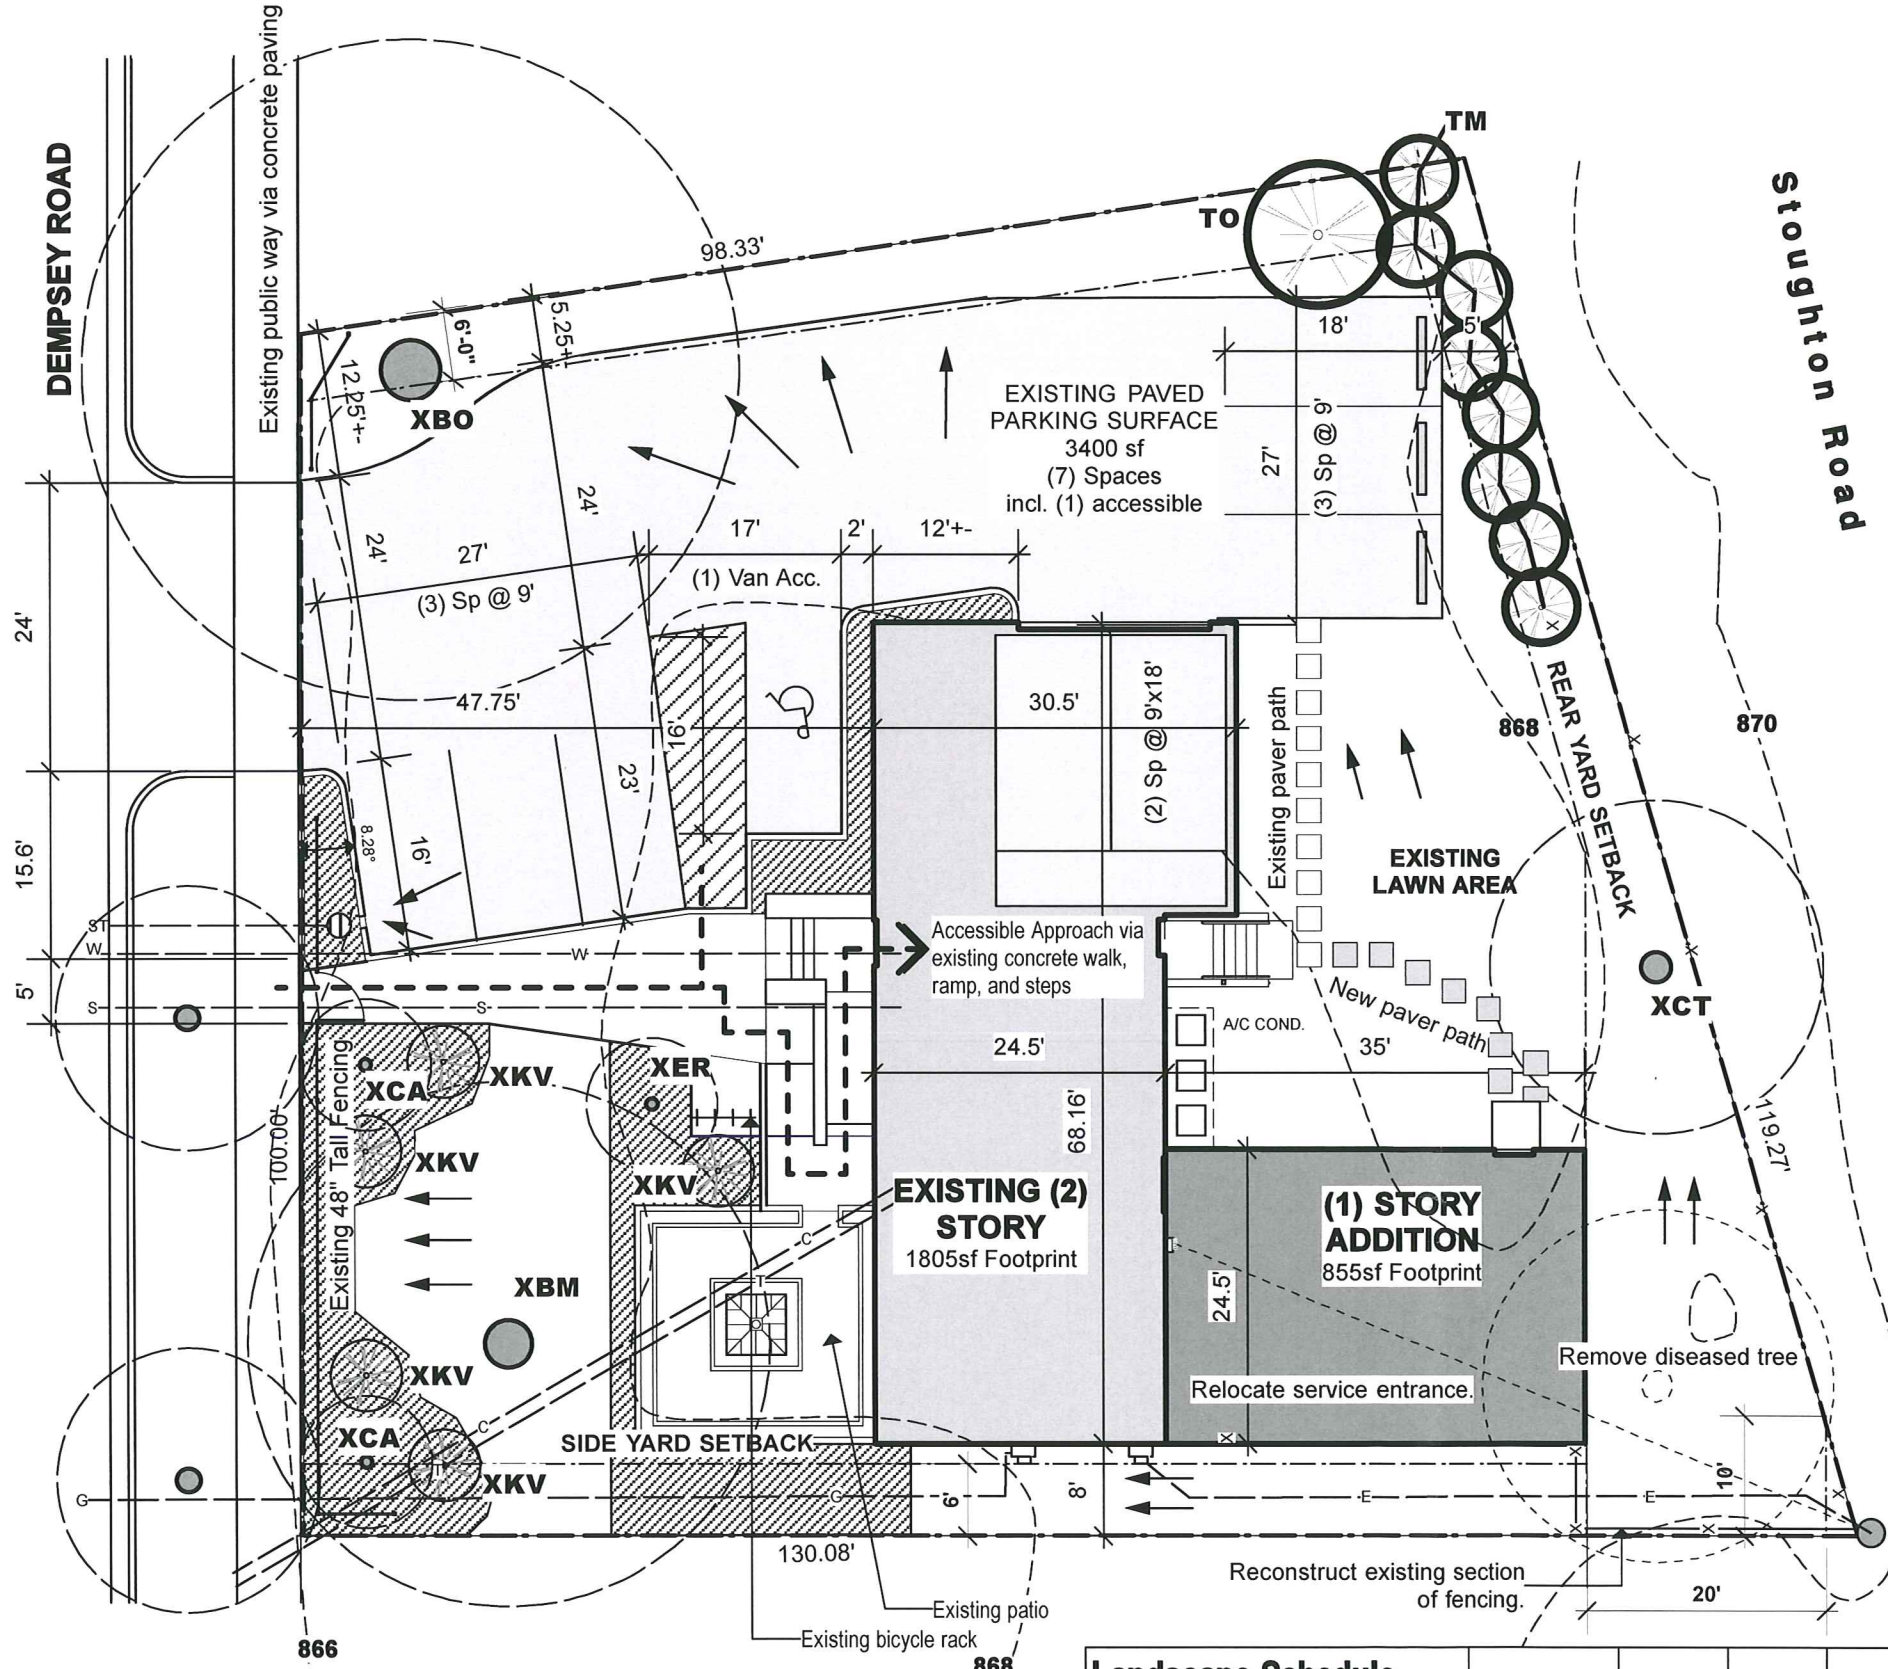 Existing public way via concrete paving
DEMPSEY ROAD
Stoughton Road
TM
TO
98.33'
5.25+
6'-0"
12.25'+-
XBO
18'
5'
EXISTING PAVED
PARKING SURFACE
3400 sf
(7) Spaces
incl. (1) accessible
27'
(3) Sp @ 9'
24'
24'
27'
(3) Sp @ 9'
17'
2'
12'+-
(1) Van Acc.
24'
47.75'
16'
30.5'
(2) Sp @ 9'x18'
Existing paver path
868
870
REAR YARD SETBACK
23'
16'
8.28°
15.6'
EXISTING
LAWN AREA
ST
W
W
5'
S
S
Accessible Approach via
existing concrete walk,
ramp, and steps
XCT
New paver path
A/C COND.
24.5'
35'
XCA
XKV
XER
68.16'
119.27'
100.00'
Existing 48" Tall Fencing
XKV
XKV
EXISTING (2)
STORY
1805sf Footprint
(1) STORY
ADDITION
855sf Footprint
C
T
XBM
24.5'
Remove diseased tree
XKV
Relocate service entrance.
C
XCA
SIDE YARD SETBACK
T
XKV
X
X
X
X
X
X
X
X
X
X
X
G
G
6'
8'
E
E
10'
130.08'
Reconstruct existing section
of fencing.
20'
Existing patio
Existing bicycle rack
866
868
Landscape Schedule